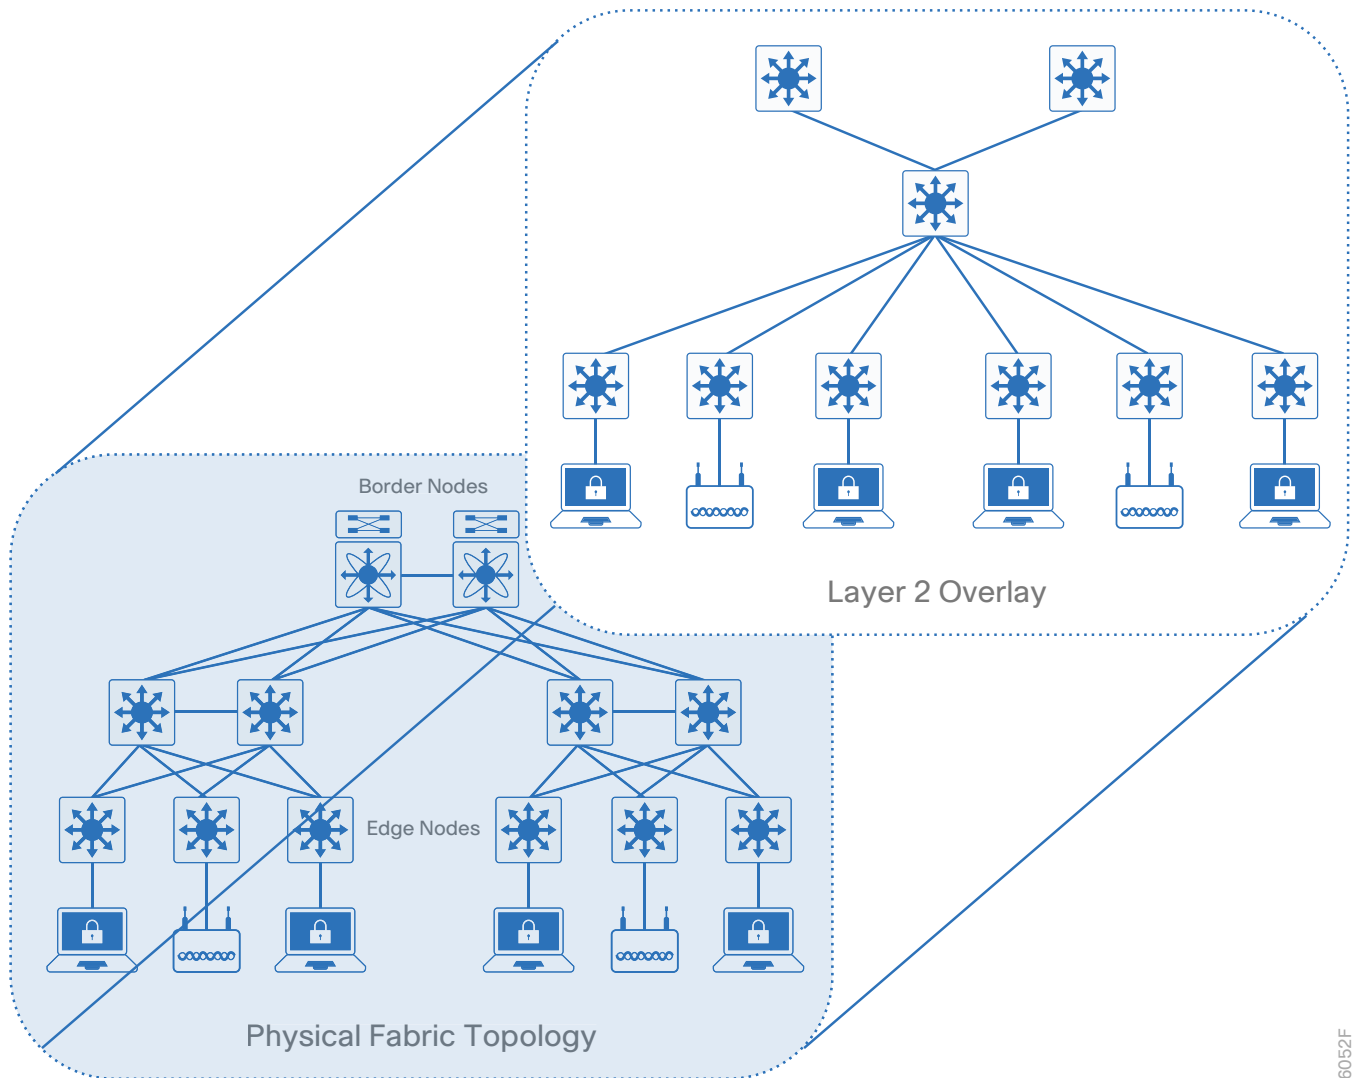 Layer 2 Overlay
Border Nodes
Edge Nodes
Physical Fabric Topology
6052F